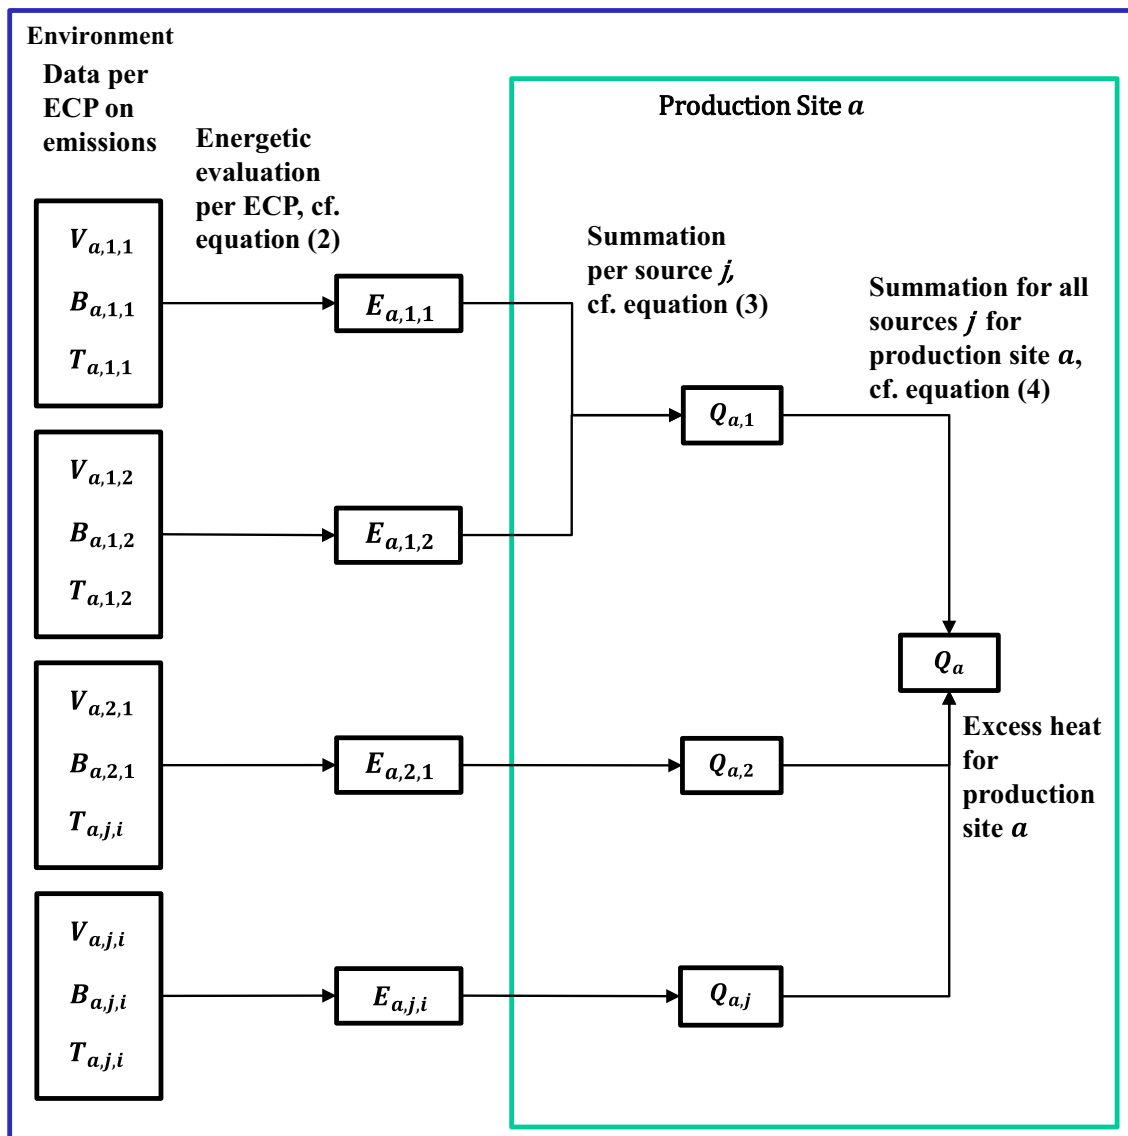 Environment
Data per
ECP on
emissions
Energetic
evaluation
per ECP, cf.
equation (2)
Production Site a
Summation
per source j,
cf. equation (3)
Summation for all
sources j for
production site a,
cf. equation (4)
V_{a,1,1}
B_{a,1,1}
T_{a,1,1}
E_{a,1,1}
V_{a,1,2}
B_{a,1,2}
T_{a,1,2}
E_{a,1,2}
Q_{a,1}
V_{a,2,1}
B_{a,2,1}
T_{a,j,i}
E_{a,2,1}
Q_{a,2}
Q_a
Excess heat
for
production
site a
V_{a,j,i}
B_{a,j,i}
T_{a,j,i}
E_{a,j,i}
Q_{a,j}